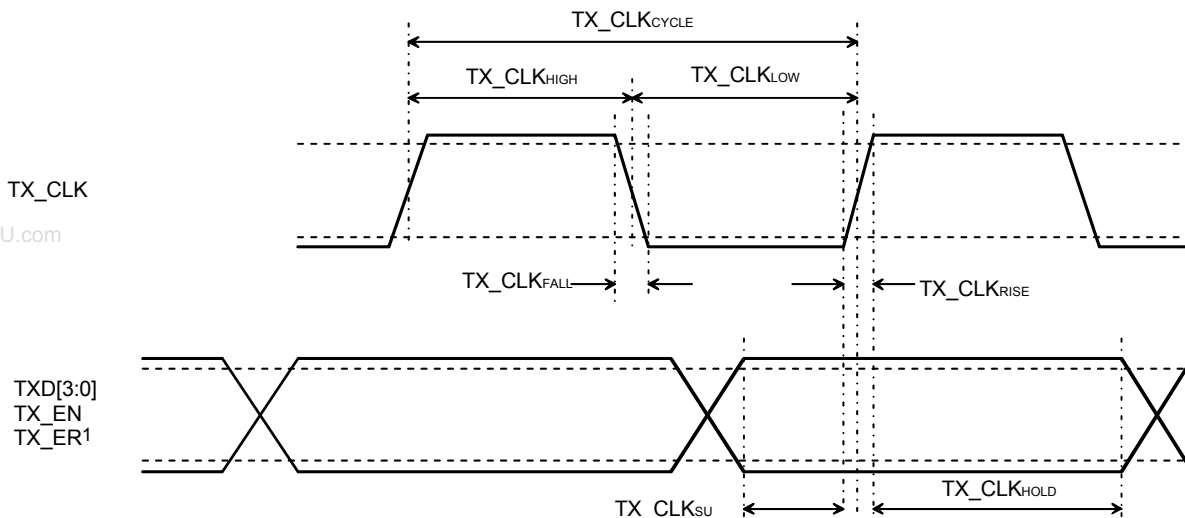 TX_CLKCYCLE
TX_CLKHIGH
TX_CLKLOW
TX_CLK
U.com
TX_CLKFALL
TX_CLKRISE
TXD[3:0]
TX_EN
TX_ER1
TX_CLKHOLD
TX_CLKSU